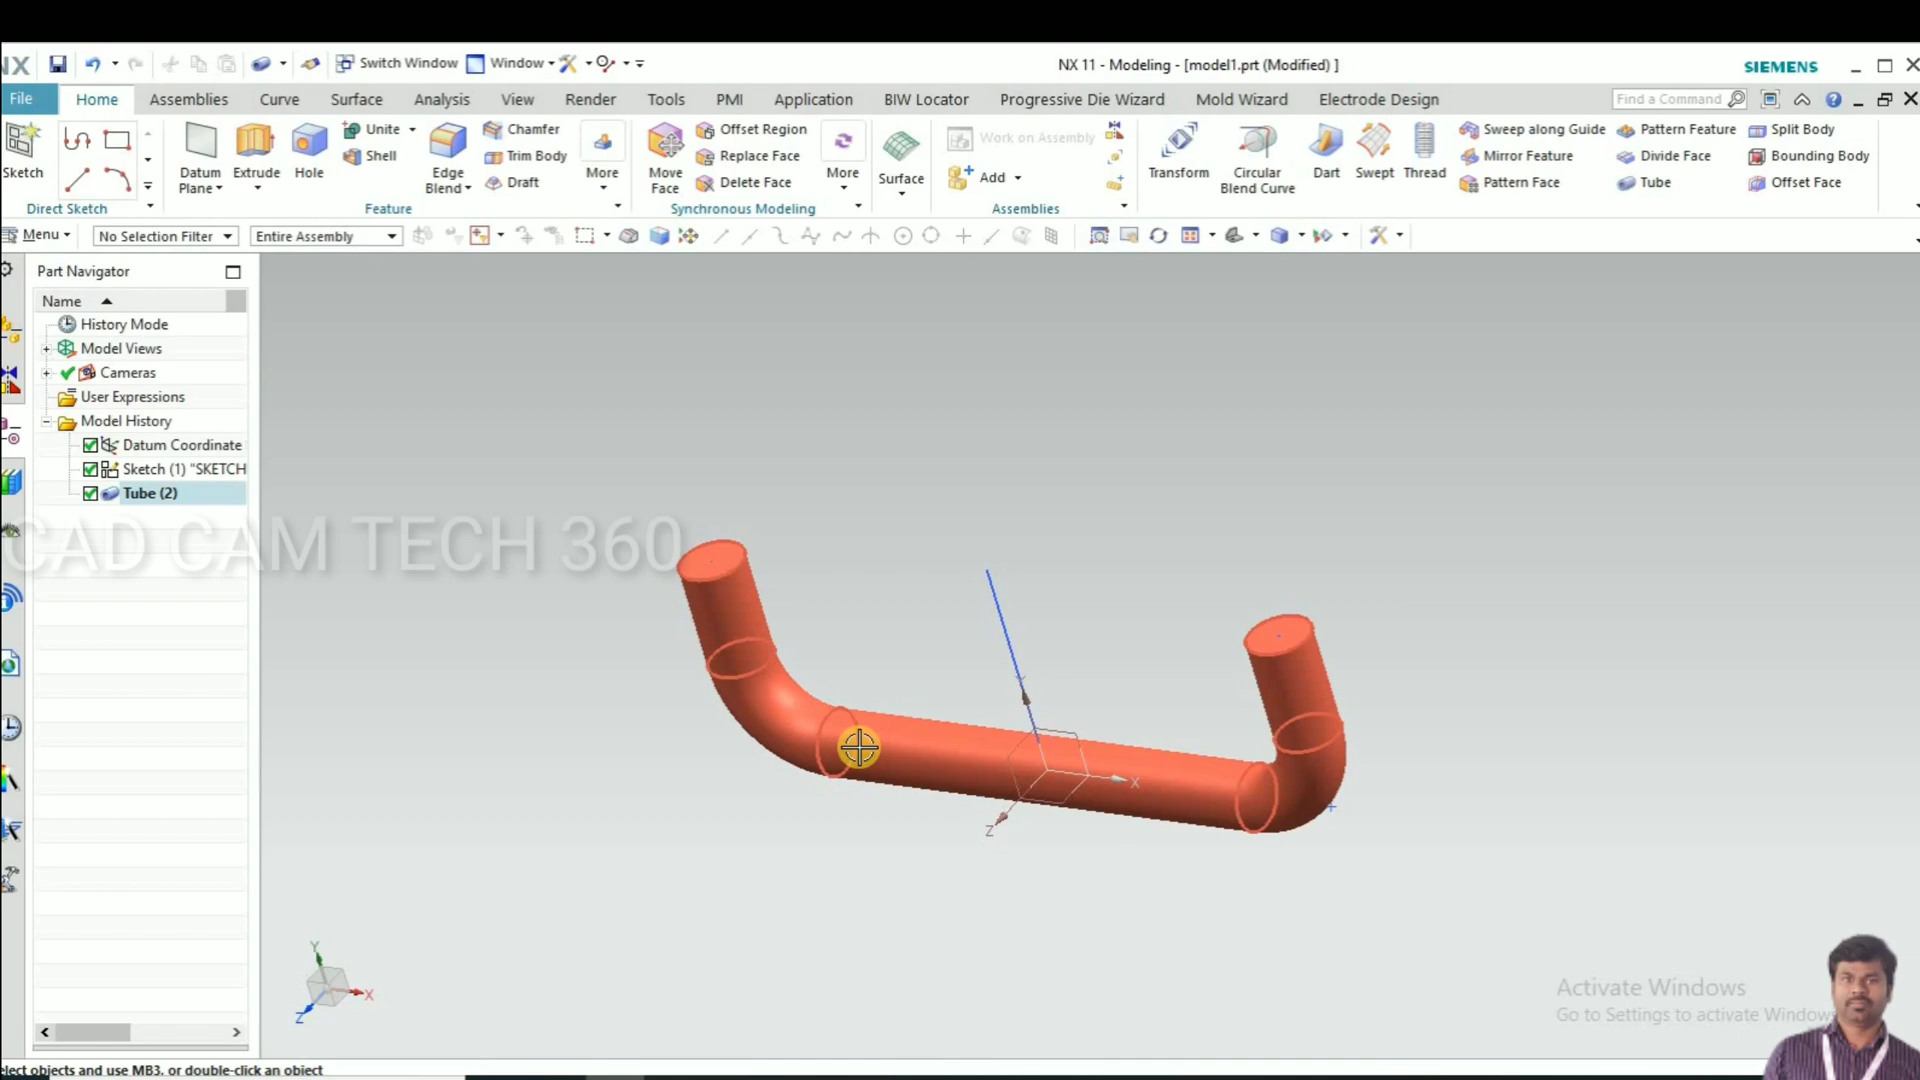 NX Switch Window Window NX 11 - Modeling - [model1.prt (Modified) ] SIEMENS
File Home Assemblies Curve Surface Analysis View Render Tools PMI Application BIW Locator Progressive Die Wizard Mold Wizard Electrode Design Find a Command
Unite Chamfer Offset Region Work on Assembly Sweep along Guide Pattern Feature Split Body
Shell Trim Body Replace Face Mirror Feature Divide Face Bounding Body
Sketch Datum Plane Extrude Hole Edge Blend Draft More Move Face Delete Face More Surface Add Transform Circular Blend Curve Dart Swept Thread Pattern Face Tube Offset Face
Direct Sketch Feature Synchronous Modeling Assemblies
Menu No Selection Filter Entire Assembly
Part Navigator
Name
History Mode
Model Views
Cameras
User Expressions
Model History
Datum Coordinate
Sketch (1) "SKETCH
Tube (2)
CAD CAM TECH 360
X
Z
Y
X
Z
Activate Windows
Go to Settings to activate Window
elect objects and use MB3, or double-click an object